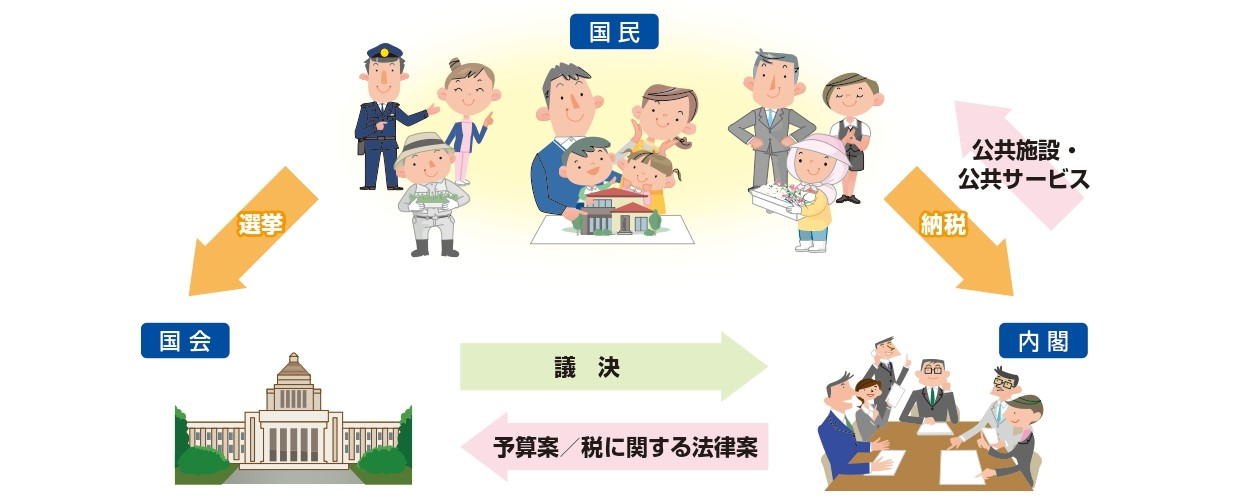 国民
公共施設・
公共サービス
選挙
納税
国会
内閣
議 決
予算案／税に関する法律案